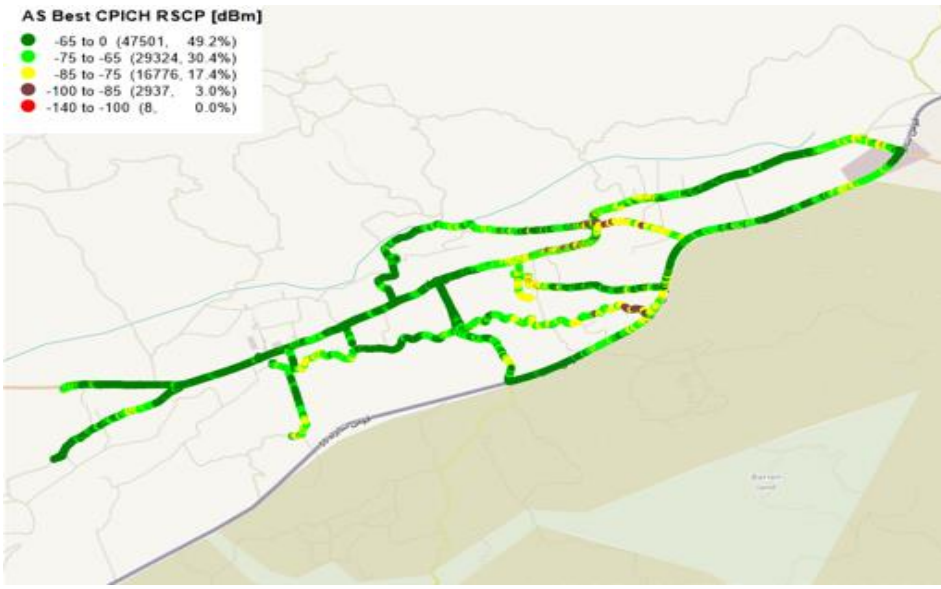 AS Best CPICH RSCP [dBm]
-65 to 0 (47501, 49.2%)
-75 to -65 (29324, 30.4%)
-85 to -75 (16776, 17.4%)
-100 to -85 (2937, 3.0%)
-140 to -100 (8, 0.0%)